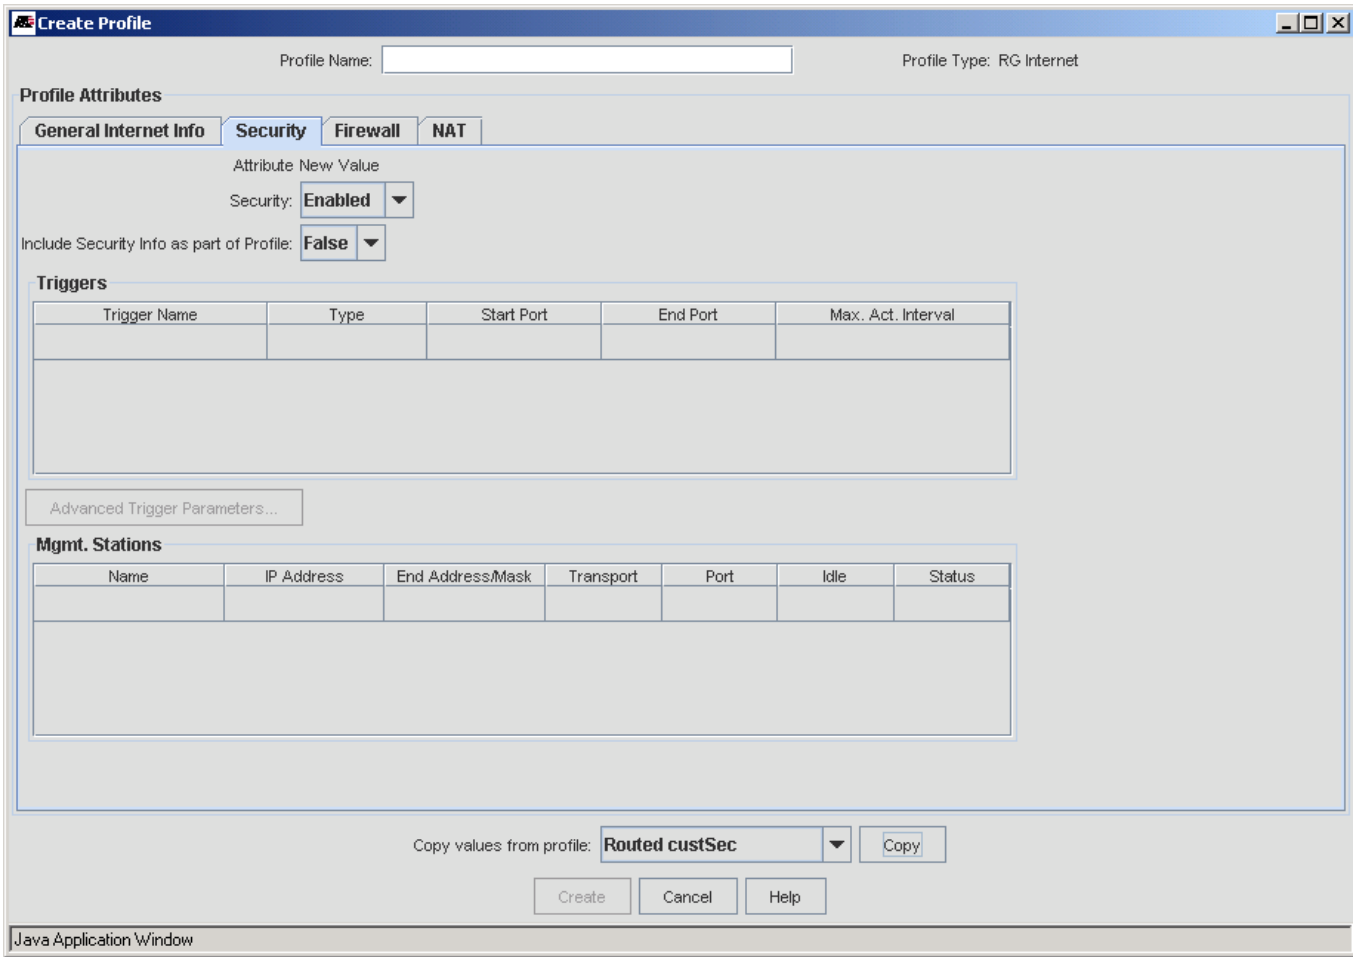 Create Profile
Profile Name: Profile Type: RG Internet
Profile Attributes
General Internet Info Security Firewall NAT
Attribute New Value
Security: Enabled
Include Security Info as part of Profile: False
Triggers
Trigger Name Type Start Port End Port Max. Act. Interval
Advanced Trigger Parameters...
Mgmt. Stations
Name IP Address End Address/Mask Transport Port Idle Status
Copy values from profile: Routed custSec Copy
Create Cancel Help
Java Application Window